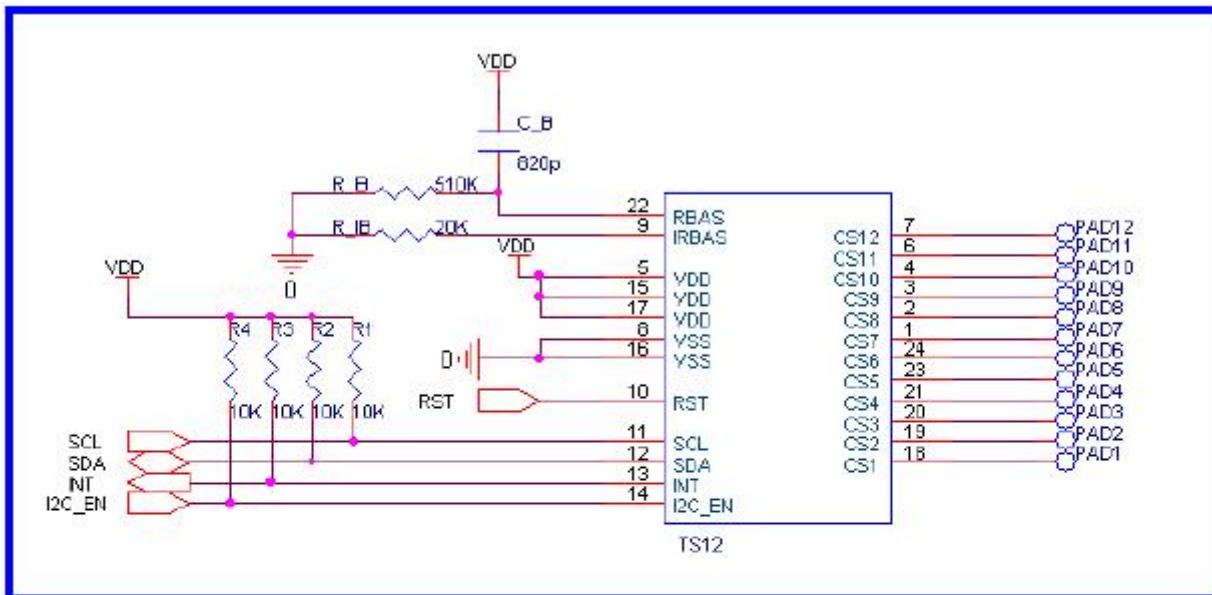 VDD
C_B
820p
R_B 510K
R_IB 20K
22 RBAS
9 IRBAS
VDD
5 VDD
15 VDD
17 VDD
8 VSS
16 VSS
0
VDD
0
R4 R3 R2 R1
10K 10K 10K 10K
RST 10 RST
SCL 11 SCL
SDA 12 SDA
INT 13 INT
I2C_EN 14 I2C_EN
CS12 7 PAD12
CS11 6 PAD11
CS10 4 PAD10
CS9 3 PAD9
CS8 2 PAD8
CS7 1 PAD7
CS6 24 PAD6
CS5 23 PAD5
CS4 21 PAD4
CS3 20 PAD3
CS2 19 PAD2
CS1 18 PAD1
TS12